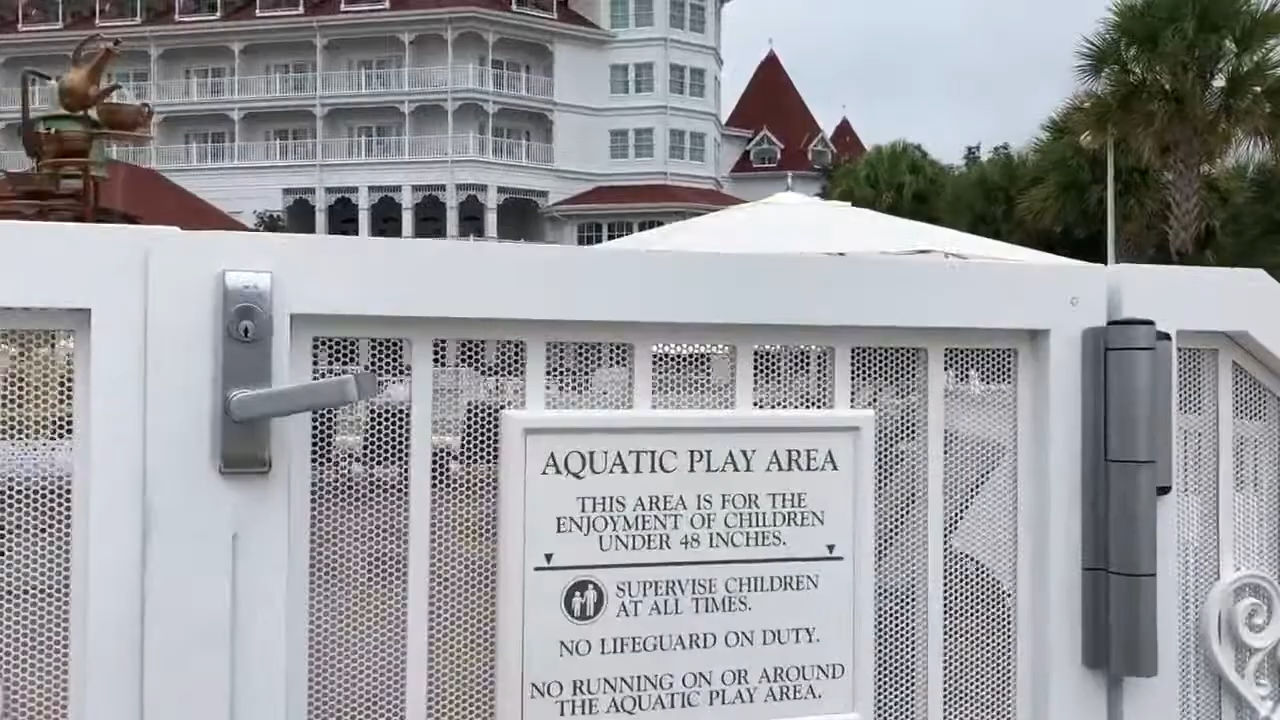 AQUATIC PLAY AREA
THIS AREA IS FOR THE
ENJOYMENT OF CHILDREN
UNDER 48 INCHES.
SUPERVISE CHILDREN
AT ALL TIMES.
NO LIFEGUARD ON DUTY.
NO RUNNING ON OR AROUND
THE AQUATIC PLAY AREA.